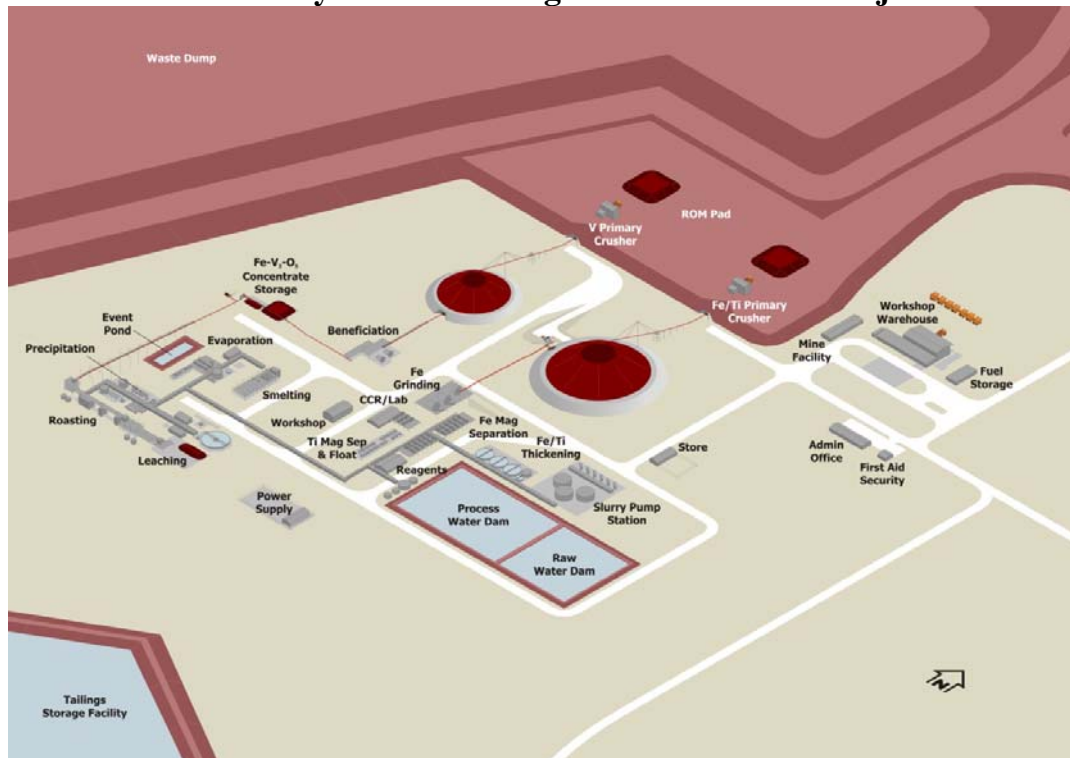 Waste Dump
ROM Pad
V Primary
Crusher
Fe/Ti Primary
Crusher
Fe-V₂-O₅
Concentrate
Storage
Event
Pond
Beneficiation
Workshop
Warehouse
Mine
Facility
Precipitation
Evaporation
Fe
Grinding
Fuel
Storage
Smelting
CCR/Lab
Roasting
Workshop
Fe Mag
Separation
Ti Mag Sep
& Float
Fe/Ti
Thickening
Store
Admin
Office
Leaching
Reagents
First Aid
Security
Power
Supply
Process
Water Dam
Slurry Pump
Station
Raw
Water Dam
N
Tailings
Storage Facility